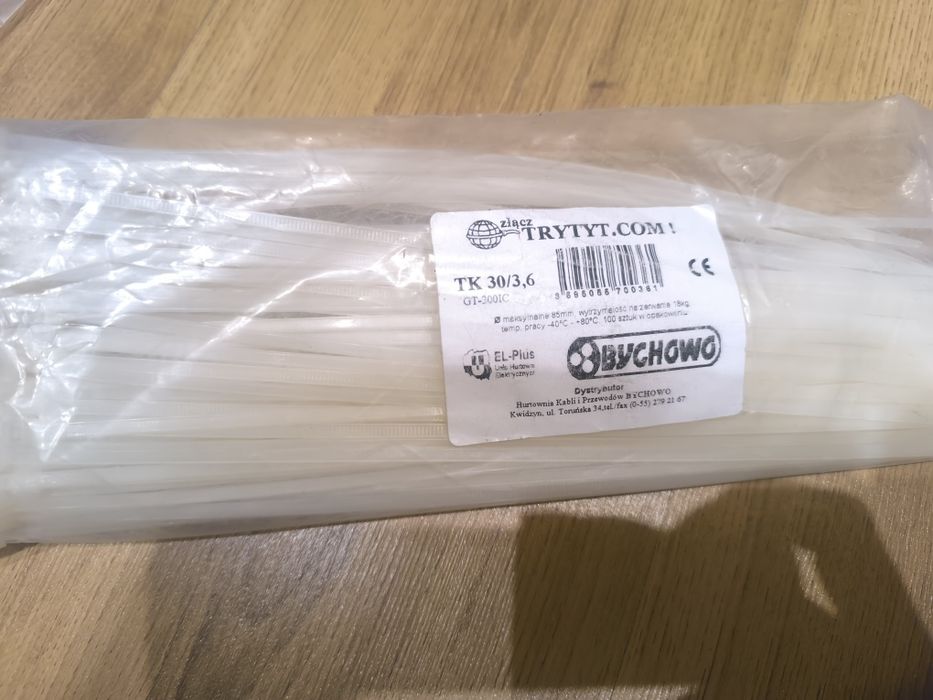 złącz
TRYTYT.COM !
TK 30/3,6
GT-300IC
CE
Ø maksymalne 85mm, wytrzymałość na zerwanie 18kg,
temp. pracy -40°C - +80°C, 100 sztuk w opakowaniu
EL-Plus
Unia Hurtowni
Elektrycznych
BYCHOWO
Dystrybutor
Hurtownia Kabli i Przewodów BYCHOWO
Kwidzyn, ul. Toruńska 34,tel./fax (0-55) 279 21 67